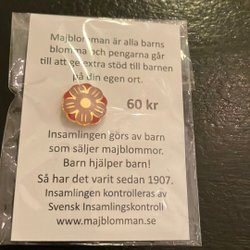 Majblomman är alla barns
blomma och pengarna går
till att ge extra stöd till barnen
på din egen ort.
60 kr
Insamlingen görs av barn
som säljer majblommor.
Barn hjälper barn!
Så har det varit sedan 1907.
Insamlingen kontrolleras av
Svensk Insamlingskontroll
www.majblomman.se